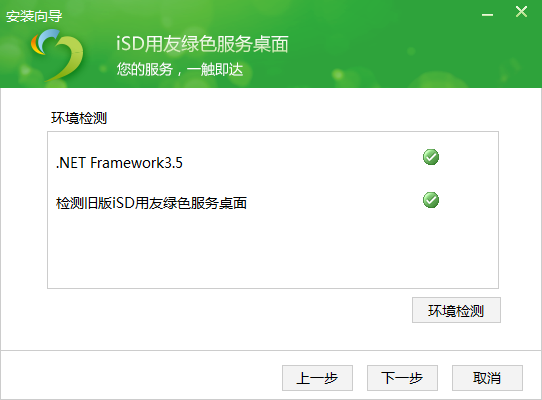 安装向导
iSD用友绿色服务桌面
您的服务，一触即达
环境检测
.NET Framework3.5
检测旧版iSD用友绿色服务桌面
环境检测
上一步
下一步
取消